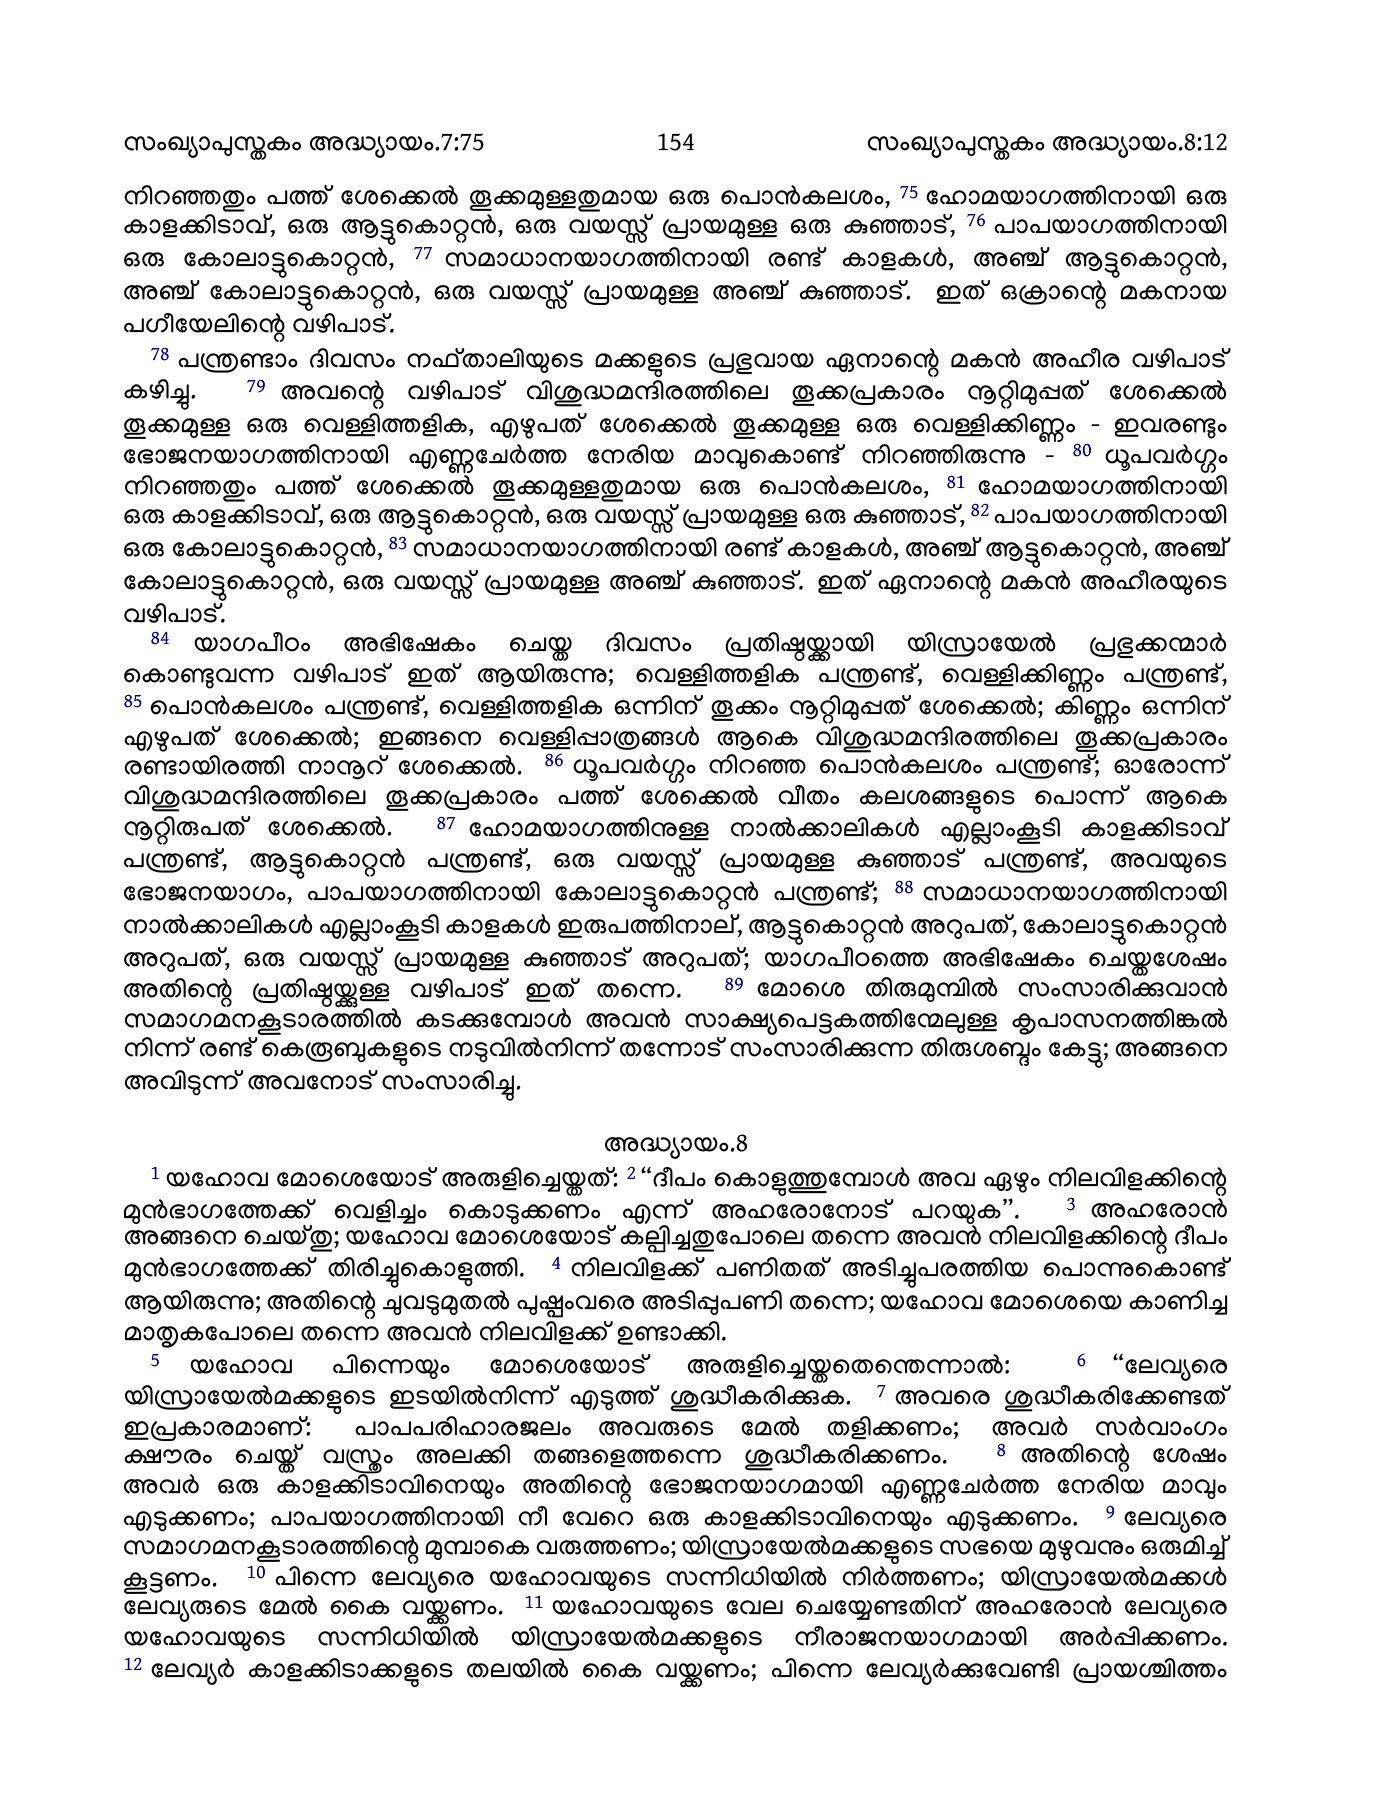 സംഖ്യാപുസ്തകം അദ്ധ്യായം.7:75 154 സംഖ്യാപുസ്തകം അദ്ധ്യായം.8:12
നിറഞ്ഞതും പത്ത് ശേക്കെൽ തൂക്കമുള്ളതുമായ ഒരു പൊൻകലശം, 75 ഹോമയാഗത്തിനായി ഒരു
കാളക്കിടാവ്, ഒരു ആട്ടുകൊറ്റൻ, ഒരു വയസ്സ് പ്രായമുള്ള ഒരു കുഞ്ഞാട്, 76 പാപയാഗത്തിനായി
ഒരു കോലാട്ടുകൊറ്റൻ, 77 സമാധാനയാഗത്തിനായി രണ്ട് കാളകൾ, അഞ്ച് ആട്ടുകൊറ്റൻ,
അഞ്ച് കോലാട്ടുകൊറ്റൻ, ഒരു വയസ്സ് പ്രായമുള്ള അഞ്ച് കുഞ്ഞാട്. ഇത് ഒക്രാന്റെ മകനായ
പഗീയേലിന്റെ വഴിപാട്.
78 പന്ത്രണ്ടാം ദിവസം നഫ്താലിയുടെ മക്കളുടെ പ്രഭുവായ ഏനാന്റെ മകൻ അഹീര വഴിപാട്
കഴിച്ചു. 79 അവന്റെ വഴിപാട് വിശുദ്ധമന്ദിരത്തിലെ തൂക്കപ്രകാരം നൂറ്റിമുപ്പത് ശേക്കെൽ
തൂക്കമുള്ള ഒരു വെള്ളിത്തളിക, എഴുപത് ശേക്കെൽ തൂക്കമുള്ള ഒരു വെള്ളിക്കിണ്ണം - ഇവരണ്ടും
ഭോജനയാഗത്തിനായി എണ്ണചേർത്ത നേരിയ മാവുകൊണ്ട് നിറഞ്ഞിരുന്നു - 80 ധൂപവർഗ്ഗം
നിറഞ്ഞതും പത്ത് ശേക്കെൽ തൂക്കമുള്ളതുമായ ഒരു പൊൻകലശം, 81 ഹോമയാഗത്തിനായി
ഒരു കാളക്കിടാവ്, ഒരു ആട്ടുകൊറ്റൻ, ഒരു വയസ്സ് പ്രായമുള്ള ഒരു കുഞ്ഞാട്, 82 പാപയാഗത്തിനായി
ഒരു കോലാട്ടുകൊറ്റൻ, 83 സമാധാനയാഗത്തിനായി രണ്ട് കാളകൾ, അഞ്ച് ആട്ടുകൊറ്റൻ, അഞ്ച്
കോലാട്ടുകൊറ്റൻ, ഒരു വയസ്സ് പ്രായമുള്ള അഞ്ച് കുഞ്ഞാട്. ഇത് ഏനാന്റെ മകൻ അഹീരയുടെ
വഴിപാട്.
84 യാഗപീഠം അഭിഷേകം ചെയ്ത ദിവസം പ്രതിഷ്ഠയ്ക്കായി യിസ്രായേൽ പ്രഭുക്കന്മാർ
കൊണ്ടുവന്ന വഴിപാട് ഇത് ആയിരുന്നു; വെള്ളിത്തളിക പന്ത്രണ്ട്, വെള്ളിക്കിണ്ണം പന്ത്രണ്ട്,
85 പൊൻകലശം പന്ത്രണ്ട്, വെള്ളിത്തളിക ഒന്നിന് തൂക്കം നൂറ്റിമുപ്പത് ശേക്കെൽ; കിണ്ണം ഒന്നിന്
എഴുപത് ശേക്കെൽ; ഇങ്ങനെ വെള്ളിപ്പാത്രങ്ങൾ ആകെ വിശുദ്ധമന്ദിരത്തിലെ തൂക്കപ്രകാരം
രണ്ടായിരത്തി നാനൂറ് ശേക്കെൽ. 86 ധൂപവർഗ്ഗം നിറഞ്ഞ പൊൻകലശം പന്ത്രണ്ട്; ഓരോന്ന്
വിശുദ്ധമന്ദിരത്തിലെ തൂക്കപ്രകാരം പത്ത് ശേക്കെൽ വീതം കലശങ്ങളുടെ പൊന്ന് ആകെ
നൂറ്റിരുപത് ശേക്കെൽ. 87 ഹോമയാഗത്തിനുള്ള നാൽക്കാലികൾ എല്ലാംകൂടി കാളക്കിടാവ്
പന്ത്രണ്ട്, ആട്ടുകൊറ്റൻ പന്ത്രണ്ട്, ഒരു വയസ്സ് പ്രായമുള്ള കുഞ്ഞാട് പന്ത്രണ്ട്, അവയുടെ
ഭോജനയാഗം, പാപയാഗത്തിനായി കോലാട്ടുകൊറ്റൻ പന്ത്രണ്ട്; 88 സമാധാനയാഗത്തിനായി
നാൽക്കാലികൾ എല്ലാംകൂടി കാളകൾ ഇരുപത്തിനാല്, ആട്ടുകൊറ്റൻ അറുപത്, കോലാട്ടുകൊറ്റൻ
അറുപത്, ഒരു വയസ്സ് പ്രായമുള്ള കുഞ്ഞാട് അറുപത്; യാഗപീഠത്തെ അഭിഷേകം ചെയ്തശേഷം
അതിന്റെ പ്രതിഷ്ഠയ്ക്കുള്ള വഴിപാട് ഇത് തന്നെ. 89 മോശെ തിരുമുമ്പിൽ സംസാരിക്കുവാൻ
സമാഗമനകൂടാരത്തിൽ കടക്കുമ്പോൾ അവൻ സാക്ഷ്യപെട്ടകത്തിന്മേലുള്ള കൃപാസനത്തിങ്കൽ
നിന്ന് രണ്ട് കെരൂബുകളുടെ നടുവിൽനിന്ന് തന്നോട് സംസാരിക്കുന്ന തിരുശബ്ദം കേട്ടു; അങ്ങനെ
അവിടുന്ന് അവനോട് സംസാരിച്ചു.
അദ്ധ്യായം.8
1 യഹോവ മോശെയോട് അരുളിച്ചെയ്തത്: 2 “ദീപം കൊളുത്തുമ്പോൾ അവ ഏഴും നിലവിളക്കിന്റെ
മുൻഭാഗത്തേക്ക് വെളിച്ചം കൊടുക്കണം എന്ന് അഹരോനോട് പറയുക”. 3 അഹരോൻ
അങ്ങനെ ചെയ്തു; യഹോവ മോശെയോട് കല്പിച്ചതുപോലെ തന്നെ അവൻ നിലവിളക്കിന്റെ ദീപം
മുൻഭാഗത്തേക്ക് തിരിച്ചുകൊളുത്തി. 4 നിലവിളക്ക് പണിതത് അടിച്ചുപരത്തിയ പൊന്നുകൊണ്ട്
ആയിരുന്നു; അതിന്റെ ചുവടുമുതൽ പുഷ്പംവരെ അടിപ്പുപണി തന്നെ; യഹോവ മോശെയെ കാണിച്ച
മാതൃകപോലെ തന്നെ അവൻ നിലവിളക്ക് ഉണ്ടാക്കി.
5 യഹോവ പിന്നെയും മോശെയോട് അരുളിച്ചെയ്തതെന്തെന്നാൽ: 6 “ലേവ്യരെ
യിസ്രായേൽമക്കളുടെ ഇടയിൽനിന്ന് എടുത്ത് ശുദ്ധീകരിക്കുക. 7 അവരെ ശുദ്ധീകരിക്കേണ്ടത്
ഇപ്രകാരമാണ്: പാപപരിഹാരജലം അവരുടെ മേൽ തളിക്കണം; അവർ സർവാംഗം
ക്ഷൗരം ചെയ്ത് വസ്ത്രം അലക്കി തങ്ങളെത്തന്നെ ശുദ്ധീകരിക്കണം. 8 അതിന്റെ ശേഷം
അവർ ഒരു കാളക്കിടാവിനെയും അതിന്റെ ഭോജനയാഗമായി എണ്ണചേർത്ത നേരിയ മാവും
എടുക്കണം; പാപയാഗത്തിനായി നീ വേറെ ഒരു കാളക്കിടാവിനെയും എടുക്കണം. 9 ലേവ്യരെ
സമാഗമനകൂടാരത്തിന്റെ മുമ്പാകെ വരുത്തണം; യിസ്രായേൽമക്കളുടെ സഭയെ മുഴുവനും ഒരുമിച്ച്
കൂട്ടണം. 10 പിന്നെ ലേവ്യരെ യഹോവയുടെ സന്നിധിയിൽ നിർത്തണം; യിസ്രായേൽമക്കൾ
ലേവ്യരുടെ മേൽ കൈ വയ്ക്കണം. 11 യഹോവയുടെ വേല ചെയ്യേണ്ടതിന് അഹരോൻ ലേവ്യരെ
യഹോവയുടെ സന്നിധിയിൽ യിസ്രായേൽമക്കളുടെ നീരാജനയാഗമായി അർപ്പിക്കണം.
12 ലേവ്യർ കാളക്കിടാക്കളുടെ തലയിൽ കൈ വയ്ക്കണം; പിന്നെ ലേവ്യർക്കുവേണ്ടി പ്രായശ്ചിത്തം